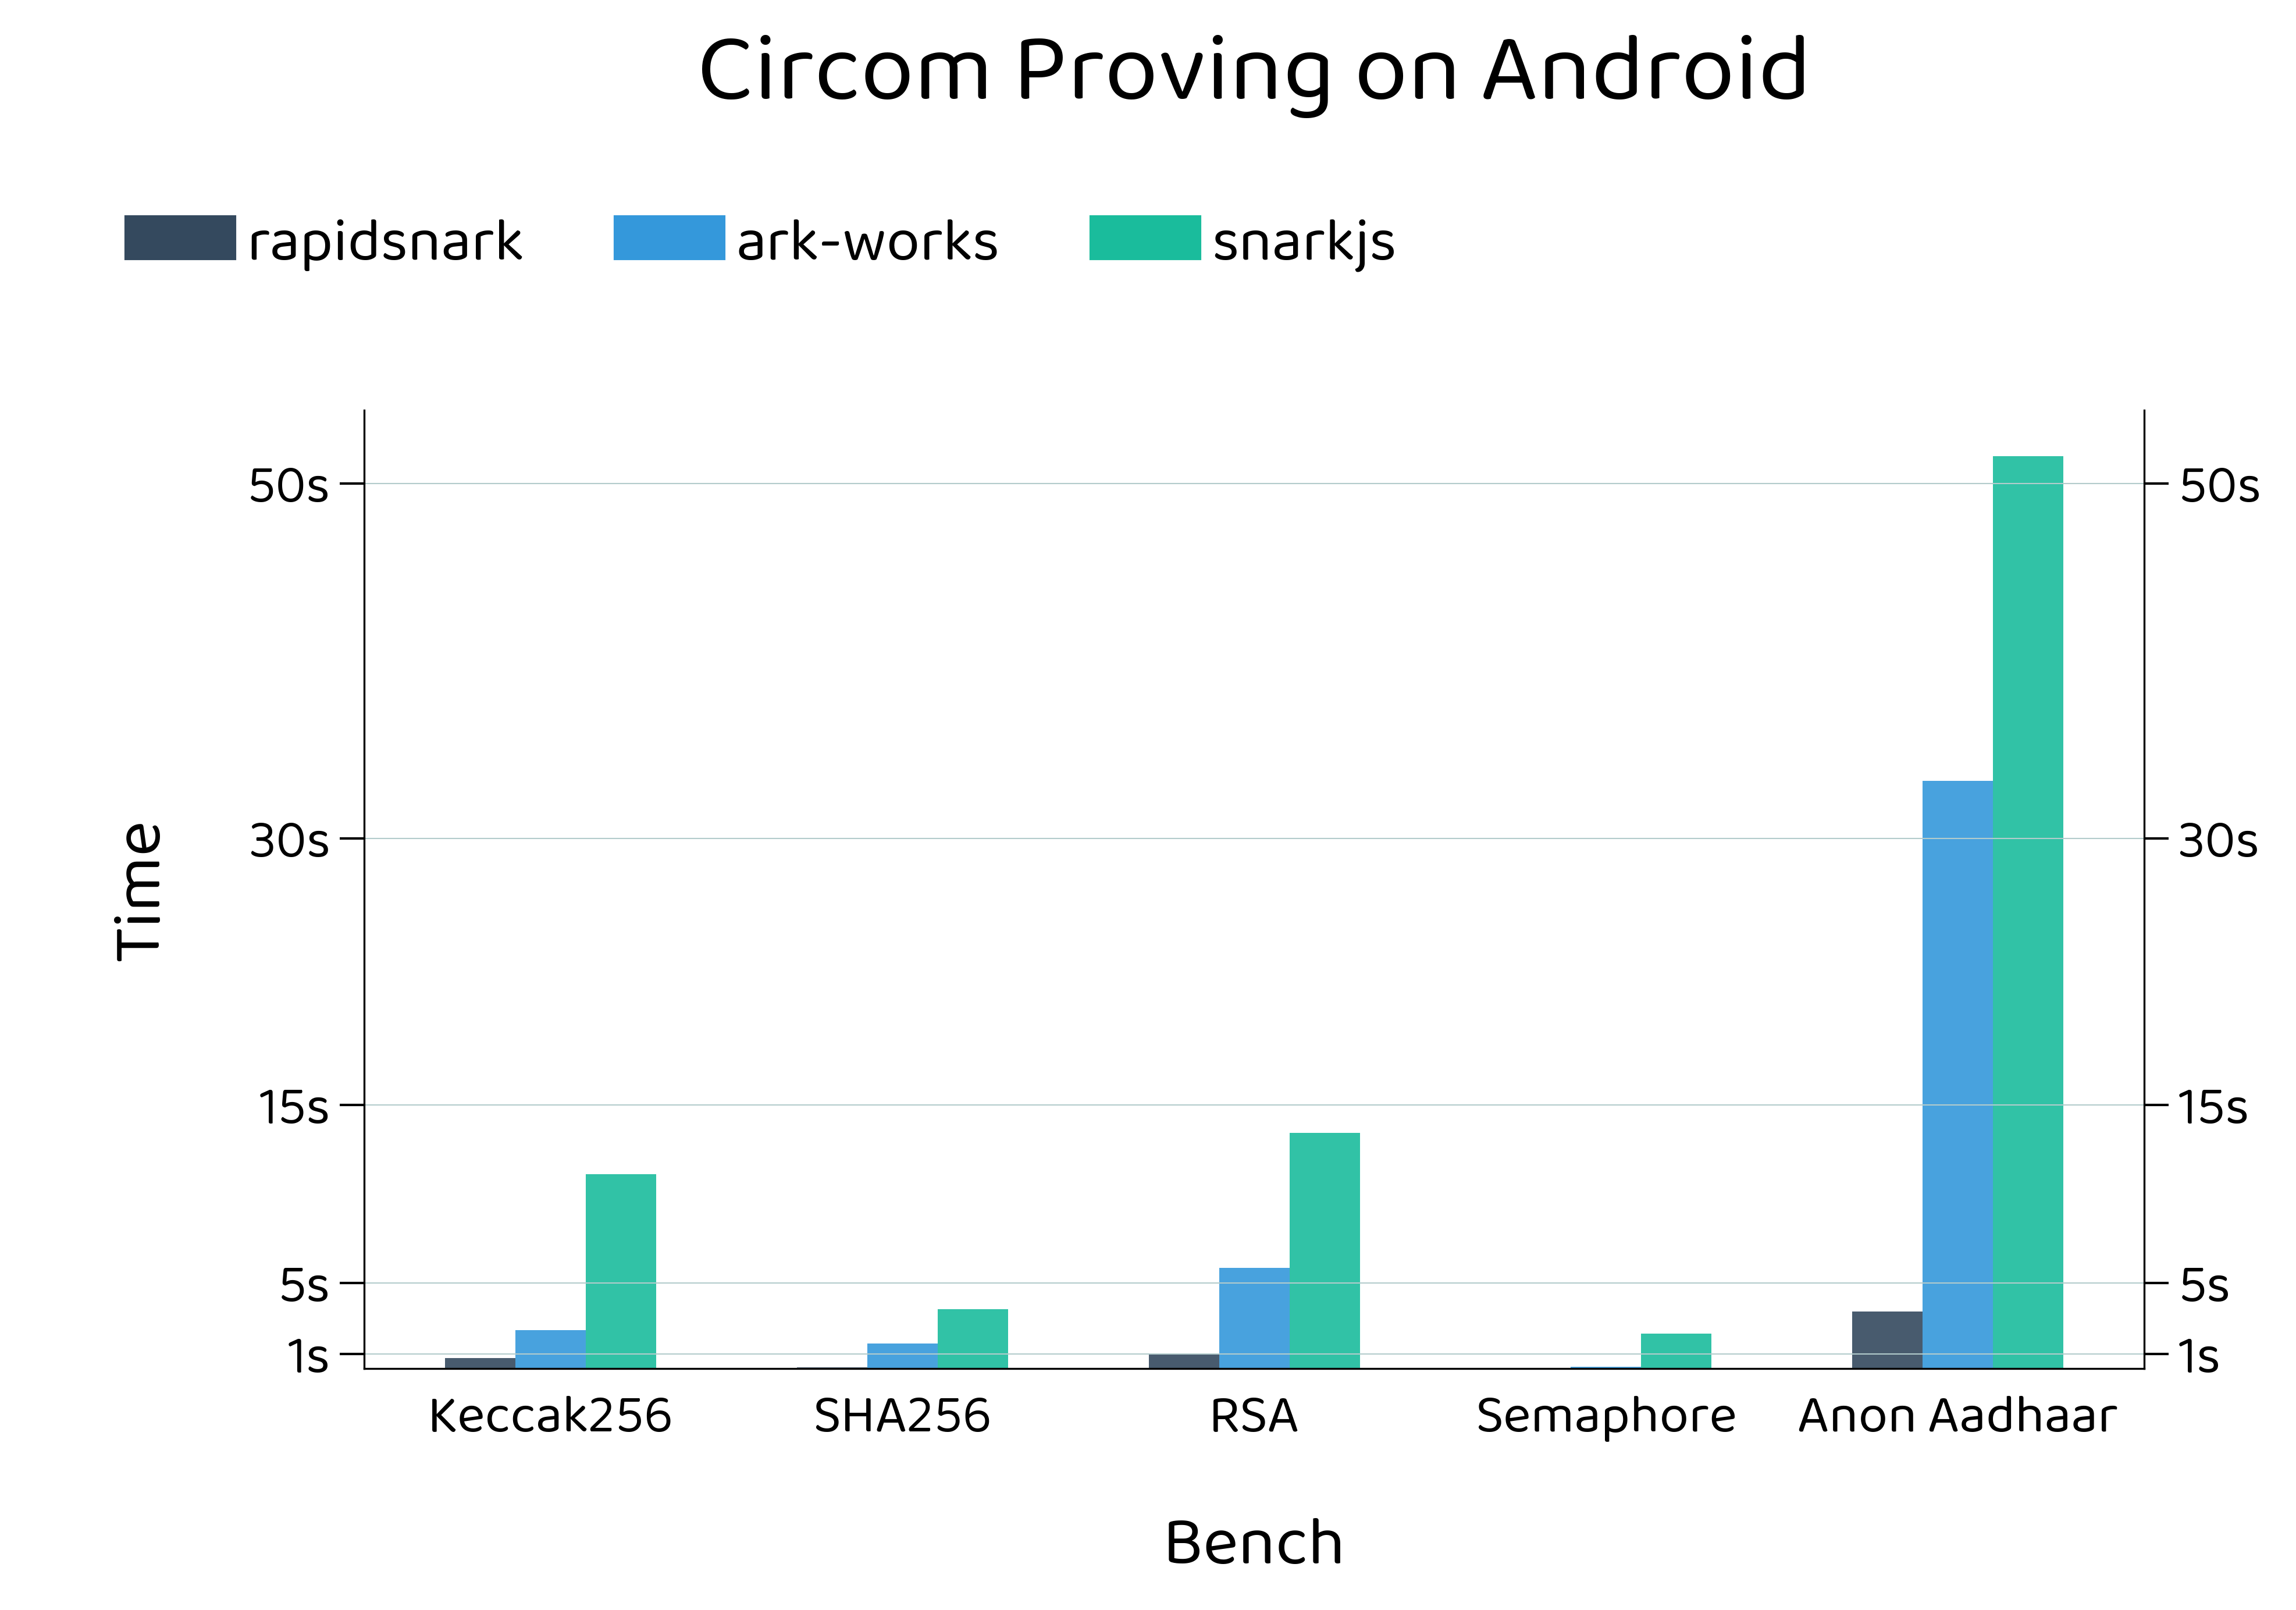 Circom Proving on Android
rapidsnark ark-works snarkjs
50s 50s
30s 30s
15s 15s
5s 5s
1s 1s
Time
Keccak256 SHA256 RSA Semaphore Anon Aadhaar
Bench